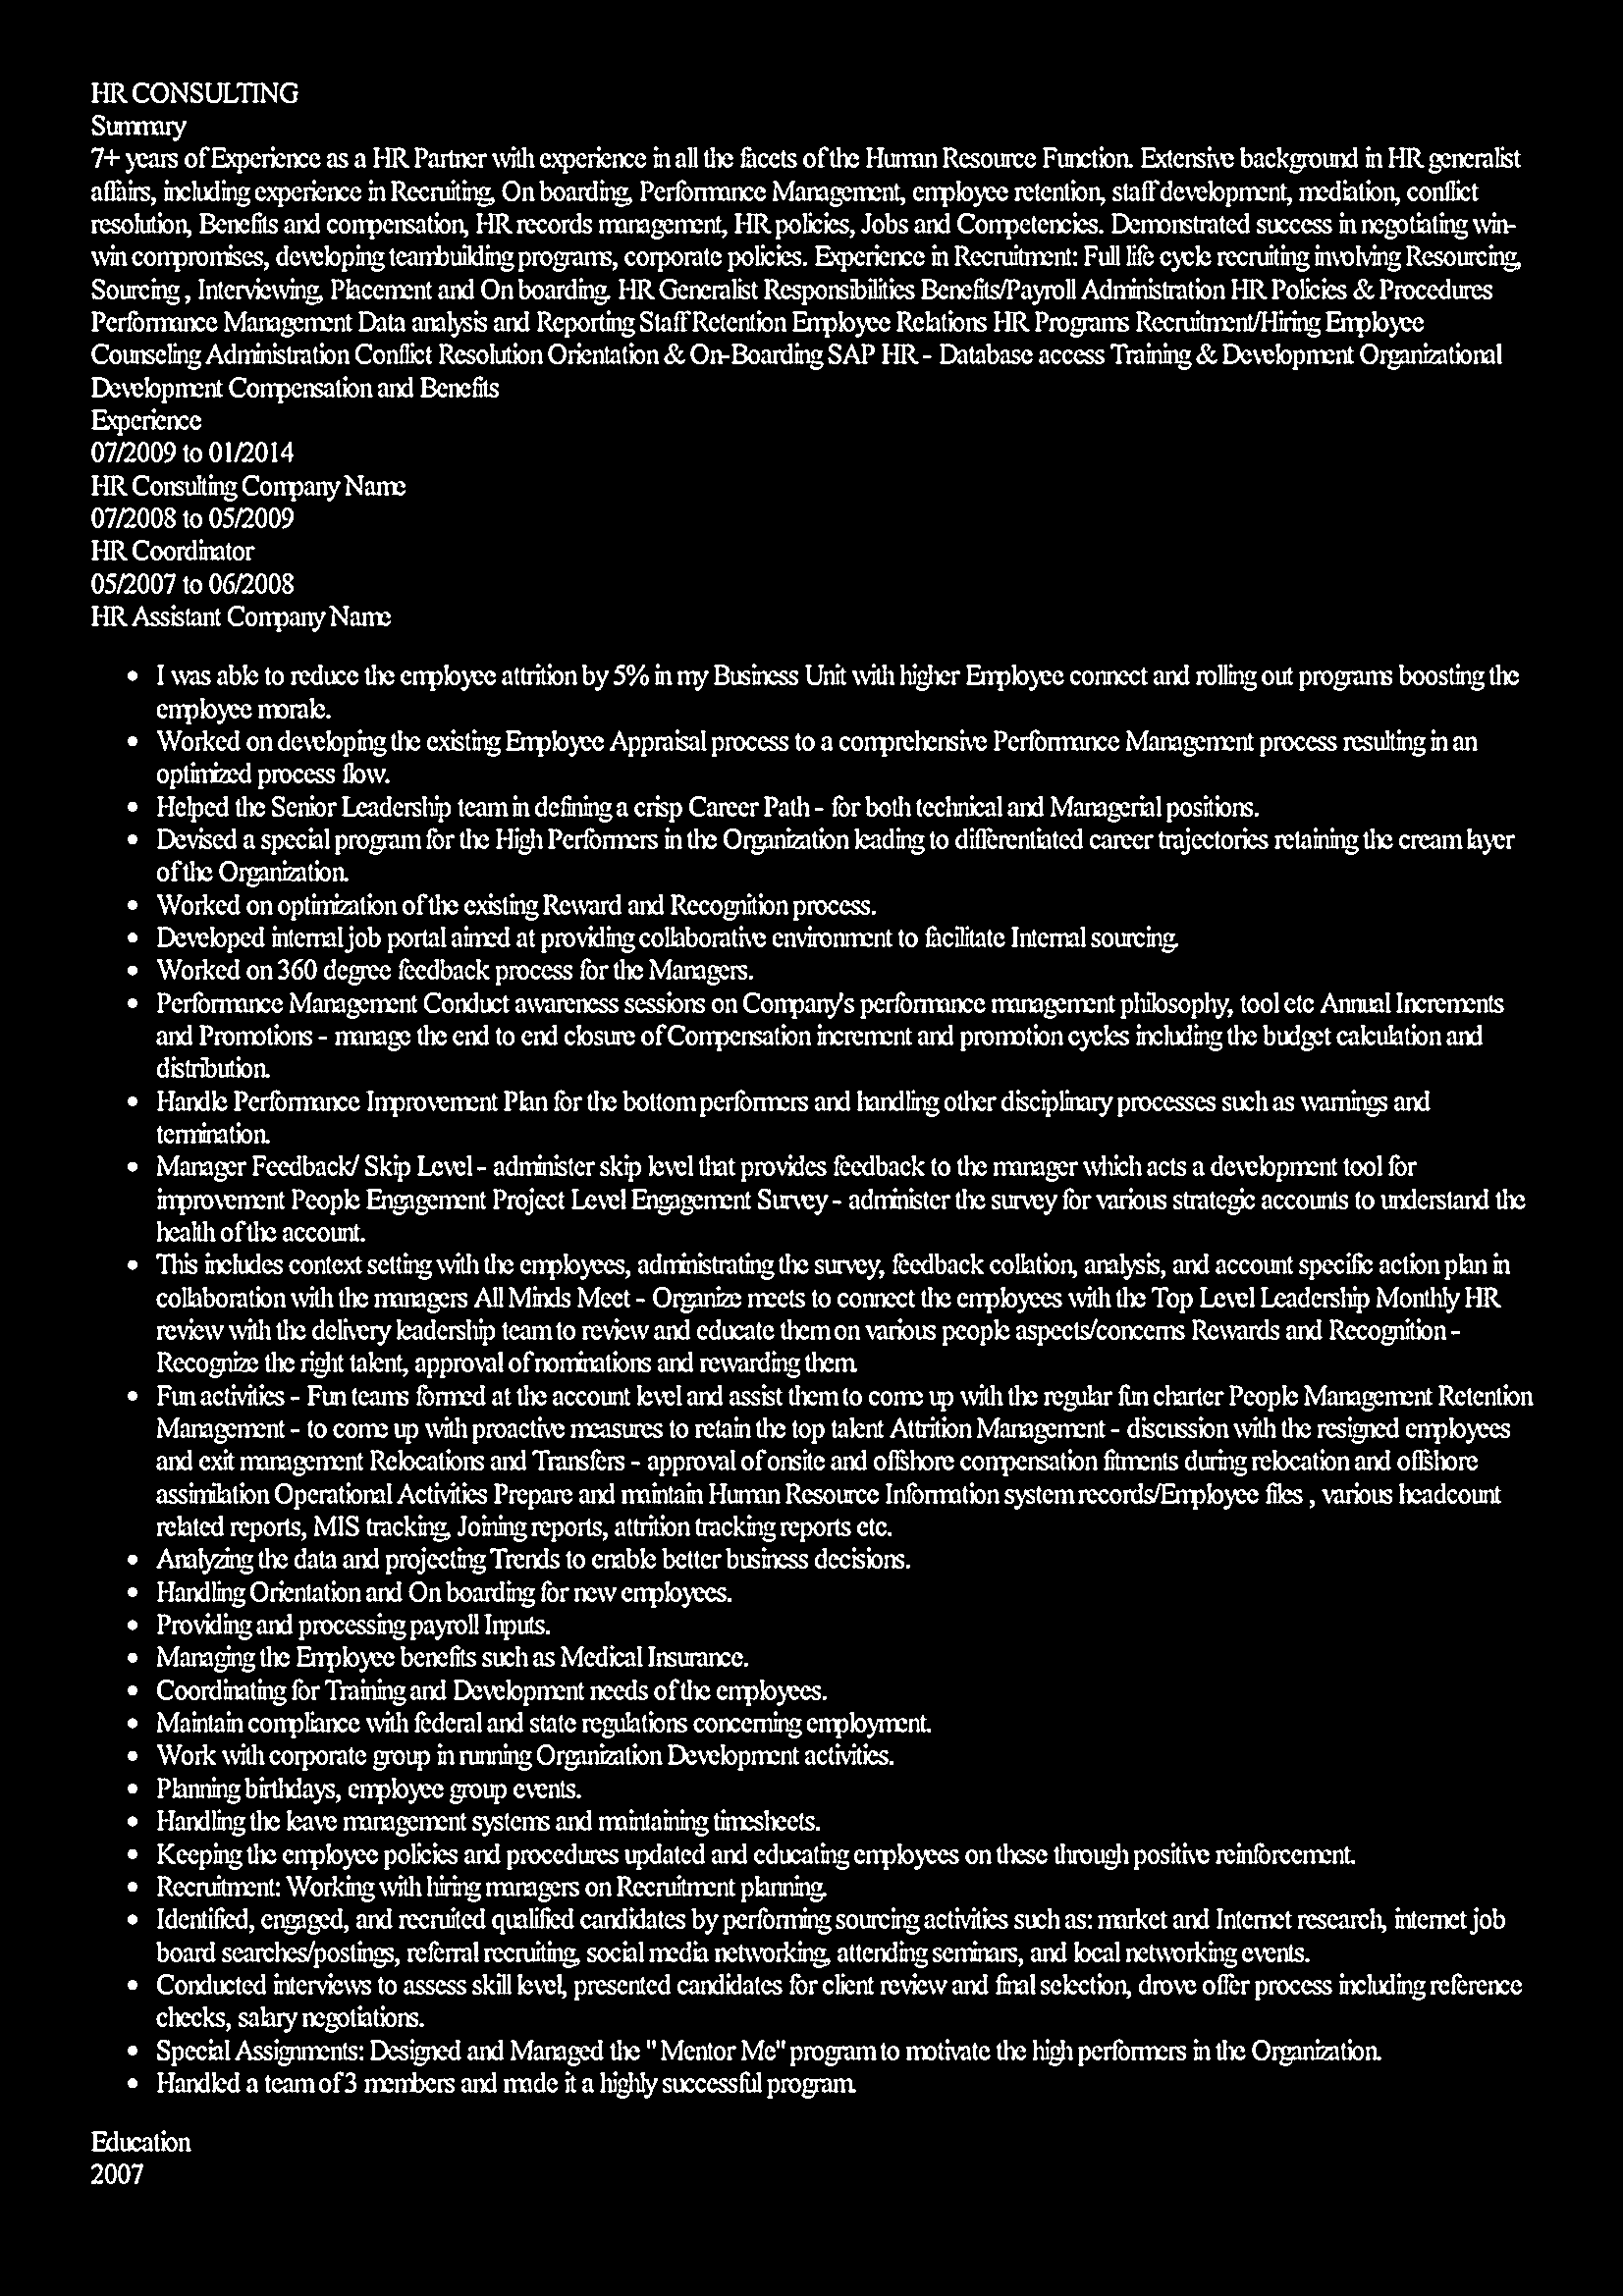 HR CONSULTING
Summary
7+ years of Experience as a HR Partner with experience in all the facets of the Human Resource Function. Extensive background in HR generalist
affairs, including experience in Recruiting, On boarding, Performance Management, employee retention, staff development, mediation, conflict
resolution, Benefits and compensation, HR records management, HR policies, Jobs and Competencies. Demonstrated success in negotiating win-
win compromises, developing teambuilding programs, corporate policies. Experience in Recruitment: Full life cycle recruiting involving Resourcing,
Sourcing , Interviewing, Placement and On boarding. HR Generalist Responsibilities Benefits/Payroll Administration HR Policies & Procedures
Performance Management Data analysis and Reporting Staff Retention Employee Relations HR Programs Recruitment/Hiring Employee
Counseling Administration Conflict Resolution Orientation & On-Boarding SAP HR - Database access Training & Development Organizational
Development Compensation and Benefits
Experience
07/2009 to 01/2014
HR Consulting Company Name
07/2008 to 05/2009
HR Coordinator
05/2007 to 06/2008
HR Assistant Company Name
• I was able to reduce the employee attrition by 5% in my Business Unit with higher Employee connect and rolling out programs boosting the
employee morale.
• Worked on developing the existing Employee Appraisal process to a comprehensive Performance Management process resulting in an
optimized process flow.
• Helped the Senior Leadership team in defining a crisp Career Path - for both technical and Managerial positions.
• Devised a special program for the High Performers in the Organization leading to differentiated career trajectories retaining the cream layer
of the Organization.
• Worked on optimization of the existing Reward and Recognition process.
• Developed internal job portal aimed at providing collaborative environment to facilitate Internal sourcing.
• Worked on 360 degree feedback process for the Managers.
• Performance Management Conduct awareness sessions on Company's performance management philosophy, tool etc Annual Increments
and Promotions - manage the end to end closure of Compensation increment and promotion cycles including the budget calculation and
distribution.
• Handle Performance Improvement Plan for the bottom performers and handling other disciplinary processes such as warnings and
termination.
• Manager Feedback/ Skip Level - administer skip level that provides feedback to the manager which acts a development tool for
improvement People Engagement Project Level Engagement Survey - administer the survey for various strategic accounts to understand the
health of the account.
• This includes context setting with the employees, administrating the survey, feedback collation, analysis, and account specific action plan in
collaboration with the managers All Minds Meet - Organize meets to connect the employees with the Top Level Leadership Monthly HR
review with the delivery leadership team to review and educate them on various people aspects/concerns Rewards and Recognition -
Recognize the right talent, approval of nominations and rewarding them.
• Fun activities - Fun teams formed at the account level and assist them to come up with the regular fun charter People Management Retention
Management - to come up with proactive measures to retain the top talent Attrition Management - discussion with the resigned employees
and exit management Relocations and Transfers - approval of onsite and offshore compensation fitments during relocation and offshore
assimilation Operational Activities Prepare and maintain Human Resource Information system records/Employee files , various headcount
related reports, MIS tracking, Joining reports, attrition tracking reports etc.
• Analyzing the data and projecting Trends to enable better business decisions.
• Handling Orientation and On boarding for new employees.
• Providing and processing payroll Inputs.
• Managing the Employee benefits such as Medical Insurance.
• Coordinating for Training and Development needs of the employees.
• Maintain compliance with federal and state regulations concerning employment.
• Work with corporate group in running Organization Development activities.
• Planning birthdays, employee group events.
• Handling the leave management systems and maintaining timesheets.
• Keeping the employee policies and procedures updated and educating employees on these through positive reinforcement.
• Recruitment: Working with hiring managers on Recruitment planning.
• Identified, engaged, and recruited qualified candidates by performing sourcing activities such as: market and Internet research, internet job
board searches/postings, referral recruiting, social media networking, attending seminars, and local networking events.
• Conducted interviews to assess skill level, presented candidates for client review and final selection, drove offer process including reference
checks, salary negotiations.
• Special Assignments: Designed and Managed the " Mentor Me" program to motivate the high performers in the Organization.
• Handled a team of 3 members and made it a highly successful program.
Education
2007